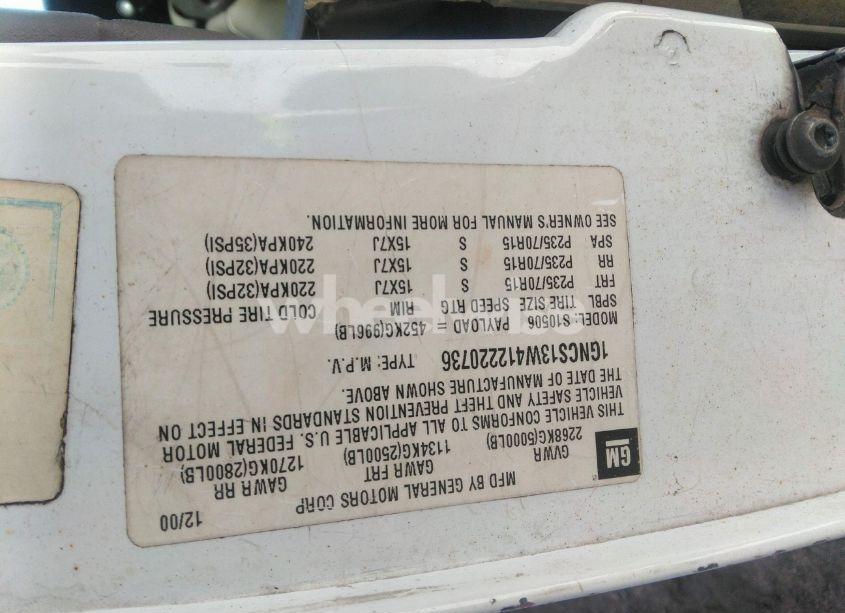 MFD BY GENERAL MOTORS CORP 12/00
GM GVWR GAWR FRT GAWR RR
2268KG(5000LB) 1134KG(2500LB) 1270KG(2800LB)
THIS VEHICLE CONFORMS TO ALL APPLICABLE U.S. FEDERAL MOTOR
VEHICLE SAFETY AND THEFT PREVENTION STANDARDS IN EFFECT ON
THE DATE OF MANUFACTURE SHOWN ABOVE.
1GNCS13W412220736 TYPE: M.P.V.
MODEL: S10506 PAYLOAD = 452KG(996LB)
SPBL TIRE SIZE SPEED RTG RIM COLD TIRE PRESSURE
FRT P235/70R15 S 15X7J 220KPA(32PSI)
RR P235/70R15 S 15X7J 220KPA(32PSI)
SPA P235/70R15 S 15X7J 240KPA(35PSI)
SEE OWNER'S MANUAL FOR MORE INFORMATION.